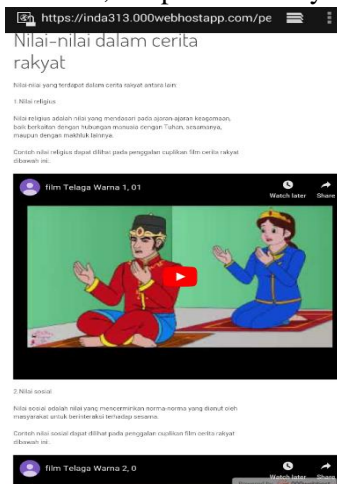 https://inda313.000webhostapp.com/pe
Nilai-nilai dalam cerita
rakyat
Nilai-nilai yang terdapat dalam cerita rakyat antara lain:
1. Nilai religius
Nilai religius adalah nilai yang mendasari pada ajaran-ajaran keagamaan,
baik berkaitan dengan hubungan manusia dengan Tuhan, sesamanya,
maupun dengan makhluk lainnya.
Contoh nilai religius dapat dilihat pada penggalan cuplikan film cerita rakyat
dibawah ini.
film Telaga Warna 1, 01
Watch later
Share
2. Nilai sosial
Nilai sosial adalah nilai yang mencerminkan norma-norma yang dianut oleh
masyarakat untuk berinteraksi terhadap sesama.
Contoh nilai sosial dapat dilihat pada penggalan cuplikan film cerita rakyat
dibawah ini.
film Telaga Warna 2, 0
Watch later
Share